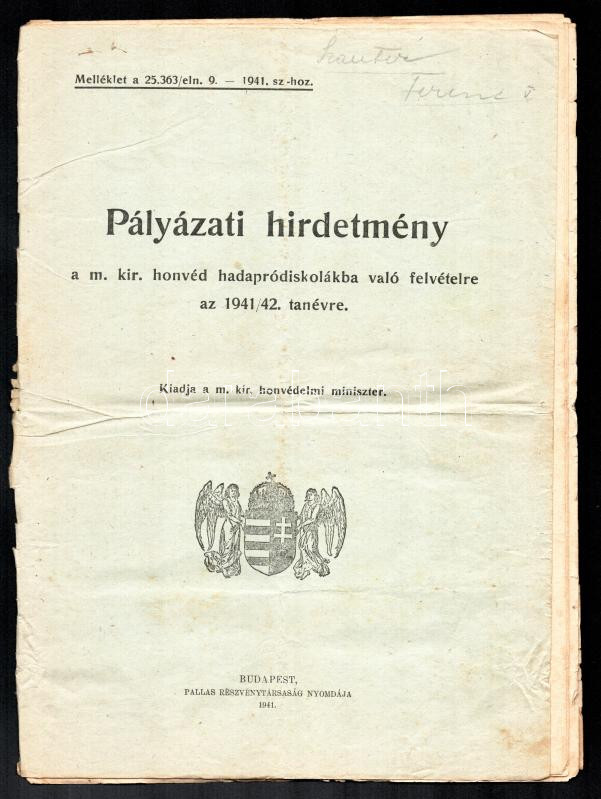 Melléklet a 25.363/eln. 9. — 1941. sz.-hoz.
Ferenc
Pályázati hirdetmény
a m. kir. honvéd hadapródiskolákba való felvételre
az 1941/42. tanévre.
Kiadja a m. kir. honvédelmi miniszter.
BUDAPEST,
PALLAS RÉSZVÉNYTÁRSASÁG NYOMDÁJA
1941.